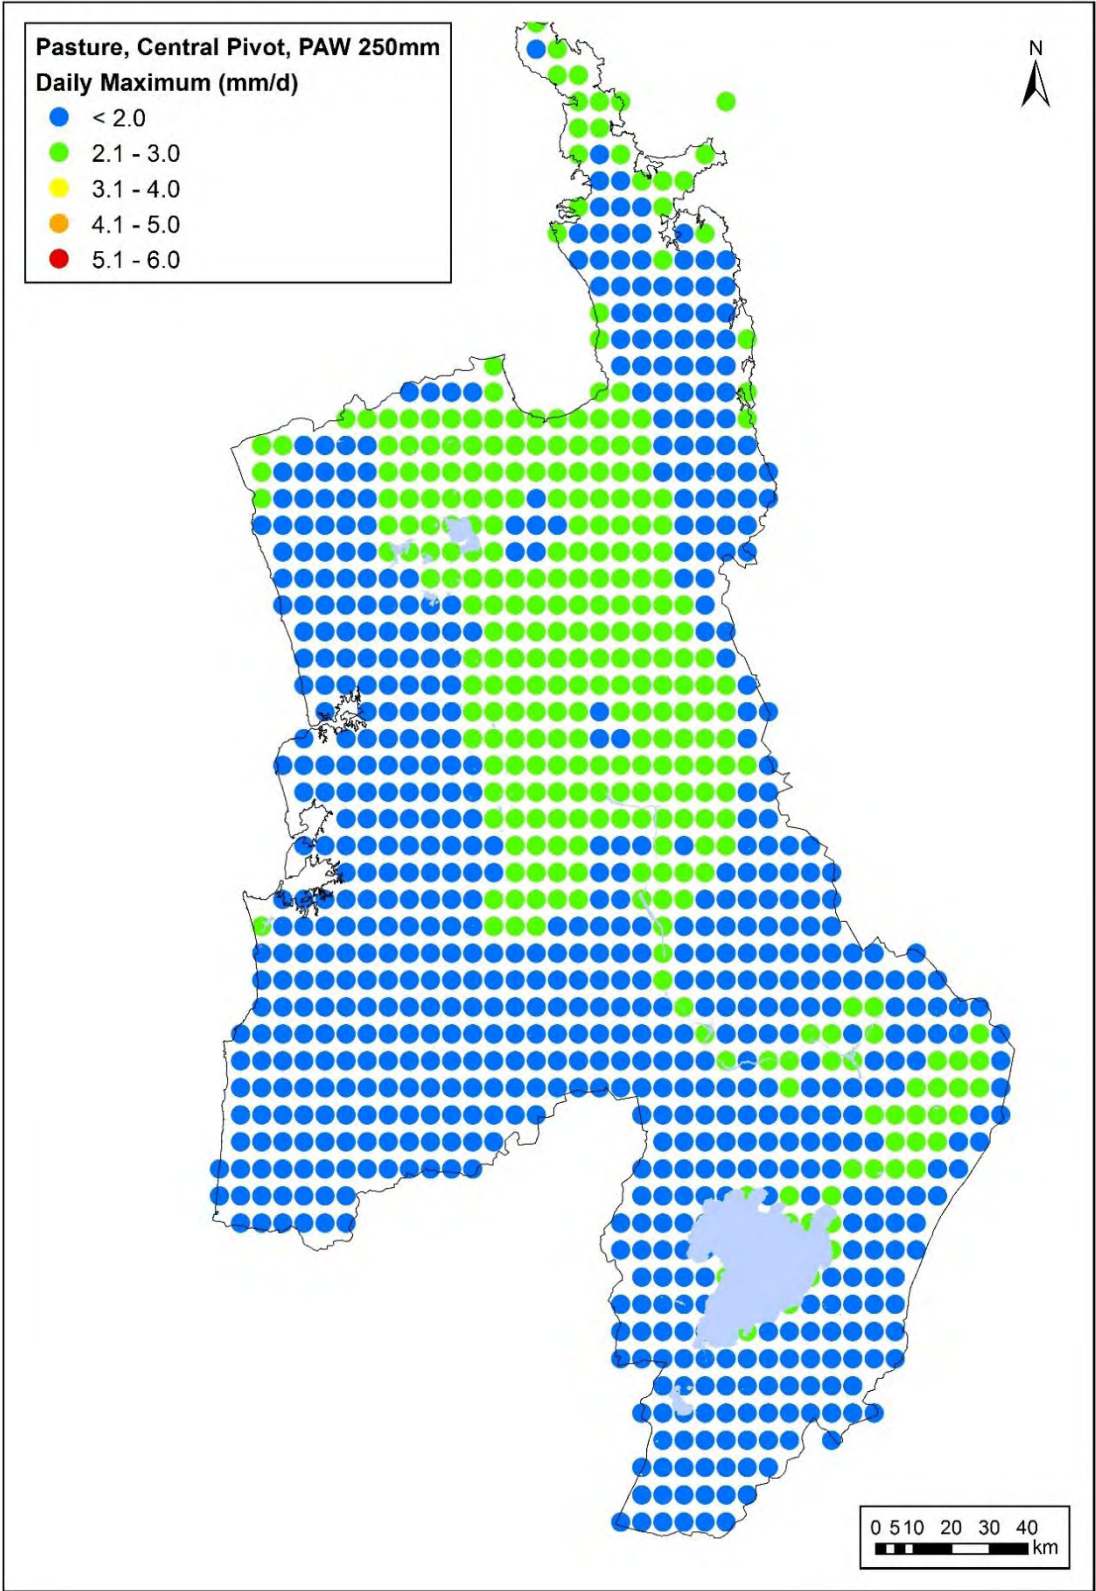 Pasture, Central Pivot, PAW 250mm
Daily Maximum (mm/d)
< 2.0
2.1 - 3.0
3.1 - 4.0
4.1 - 5.0
5.1 - 6.0
N
0 5 10 20 30 40
km